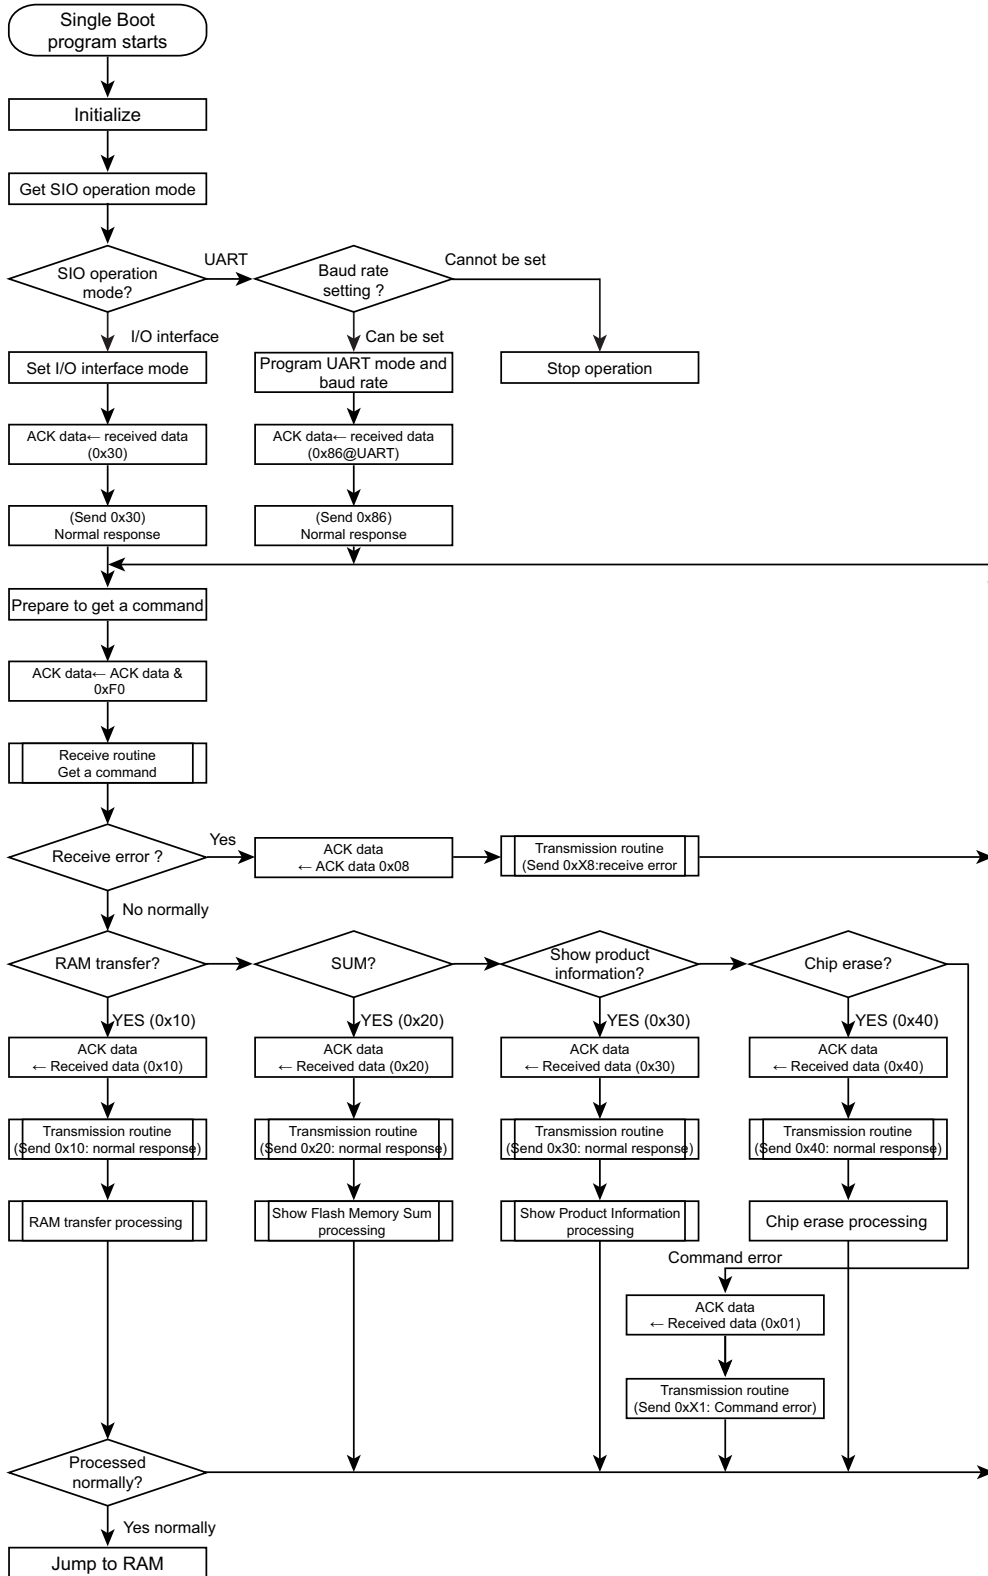 Single Boot
program starts
Initialize
Get SIO operation mode
SIO operation
mode?
UART
Baud rate
setting ?
Cannot be set
I/O interface
Can be set
Set I/O interface mode
Program UART mode and
baud rate
Stop operation
ACK data← received data
(0x30)
ACK data← received data
(0x86@UART)
(Send 0x30)
Normal response
(Send 0x86)
Normal response
Prepare to get a command
ACK data← ACK data &
0xF0
Receive routine
Get a command
Receive error ?
Yes
ACK data
← ACK data 0x08
Transmission routine
(Send 0xX8:receive error
No normally
RAM transfer?
SUM?
Show product
information?
Chip erase?
YES (0x10)
YES (0x20)
YES (0x30)
YES (0x40)
ACK data
← Received data (0x10)
ACK data
← Received data (0x20)
ACK data
← Received data (0x30)
ACK data
← Received data (0x40)
Transmission routine
(Send 0x10: normal response)
Transmission routine
(Send 0x20: normal response)
Transmission routine
(Send 0x30: normal response)
Transmission routine
(Send 0x40: normal response)
RAM transfer processing
Show Flash Memory Sum
processing
Show Product Information
processing
Chip erase processing
Command error
ACK data
← Received data (0x01)
Transmission routine
(Send 0xX1: Command error)
Processed
normally?
Yes normally
Jump to RAM